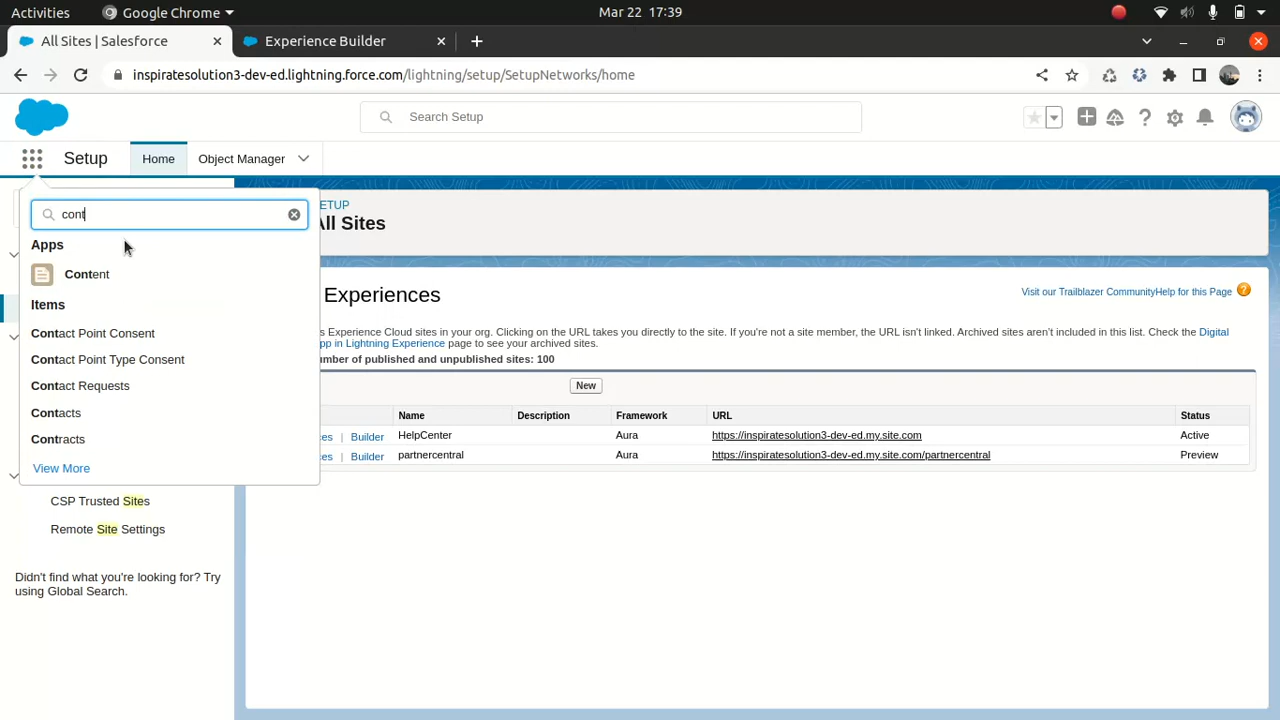 Activities
Google Chrome
Mar 22 17:39
All Sites | Salesforce
Experience Builder
inspiratesolution3-dev-ed.lightning.force.com/lightning/setup/SetupNetworks/home
Search Setup
Setup
Home
Object Manager
cont
Apps
Content
Items
Contact Point Consent
Contact Point Type Consent
Contact Requests
Contacts
Contracts
View More
CSP Trusted Sites
Remote Site Settings
Didn't find what you're looking for? Try
using Global Search.
SETUP
All Sites
Experiences
Visit our Trailblazer Community Help for this Page
Experience Cloud sites in your org. Clicking on the URL takes you directly to the site. If you're not a site member, the URL isn't linked. Archived sites aren't included in this list. Check the Digital
in Lightning Experience page to see your archived sites.
of published and unpublished sites: 100
New
Name Description Framework URL Status
| Builder HelpCenter Aura https://inspiratesolution3-dev-ed.my.site.com Active
| Builder partnercentral Aura https://inspiratesolution3-dev-ed.my.site.com/partnercentral Preview